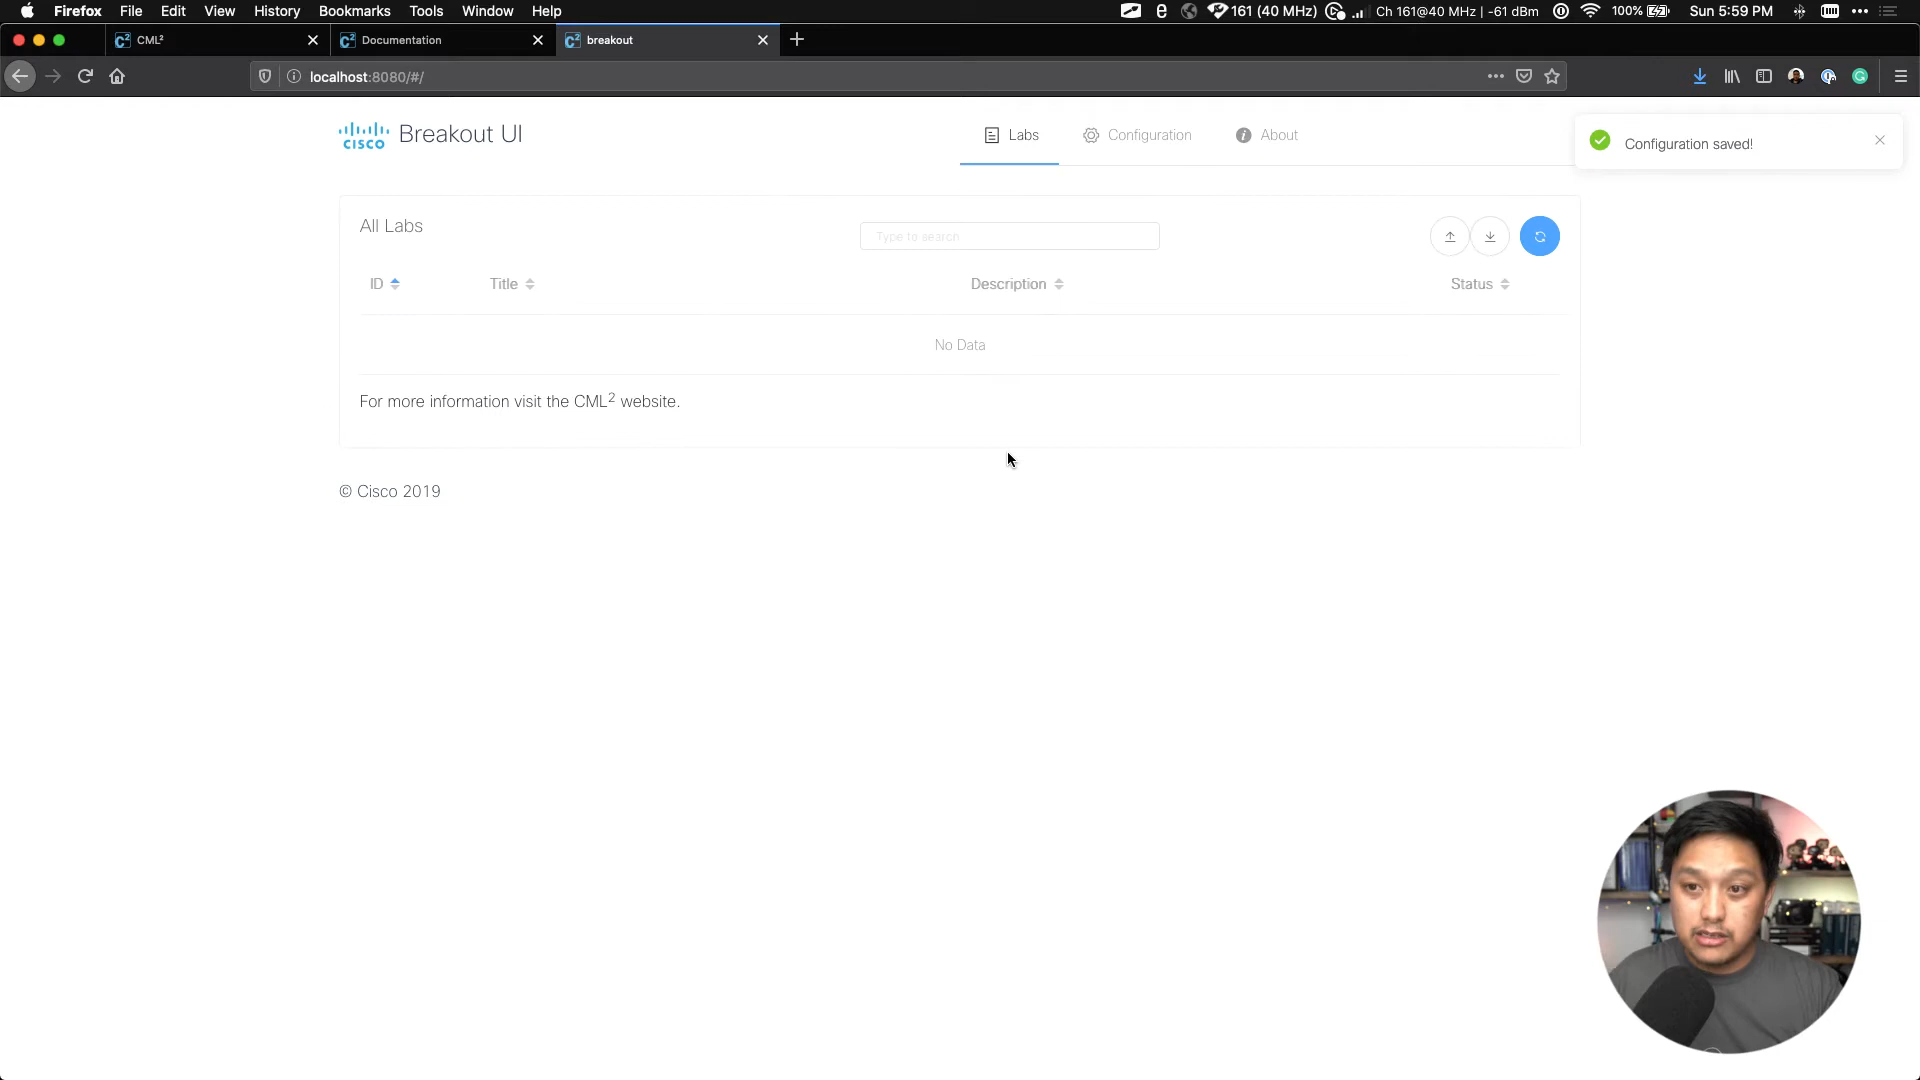 Firefox File Edit View History Bookmarks Tools Window Help 161 (40 MHz) Ch 161@40 MHz | -61 dBm 100% Sun 5:59 PM
CML² Documentation breakout
localhost:8080/#/
CISCO Breakout UI Labs Configuration About
Configuration saved!
All Labs Type to search
ID Title Description Status
No Data
For more information visit the CML² website.
© Cisco 2019